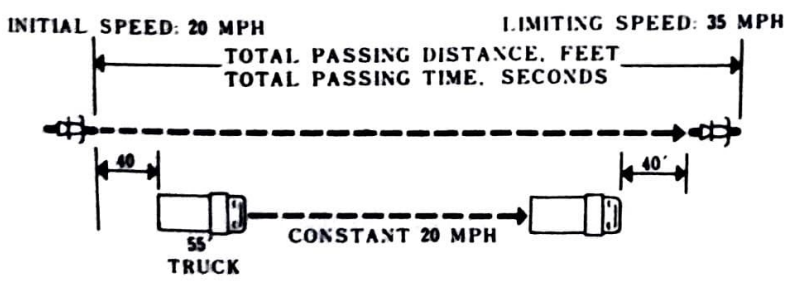 INITIAL SPEED: 20 MPH
LIMITING SPEED: 35 MPH
TOTAL PASSING DISTANCE, FEET
TOTAL PASSING TIME, SECONDS
40
40'
55'
CONSTANT 20 MPH
TRUCK